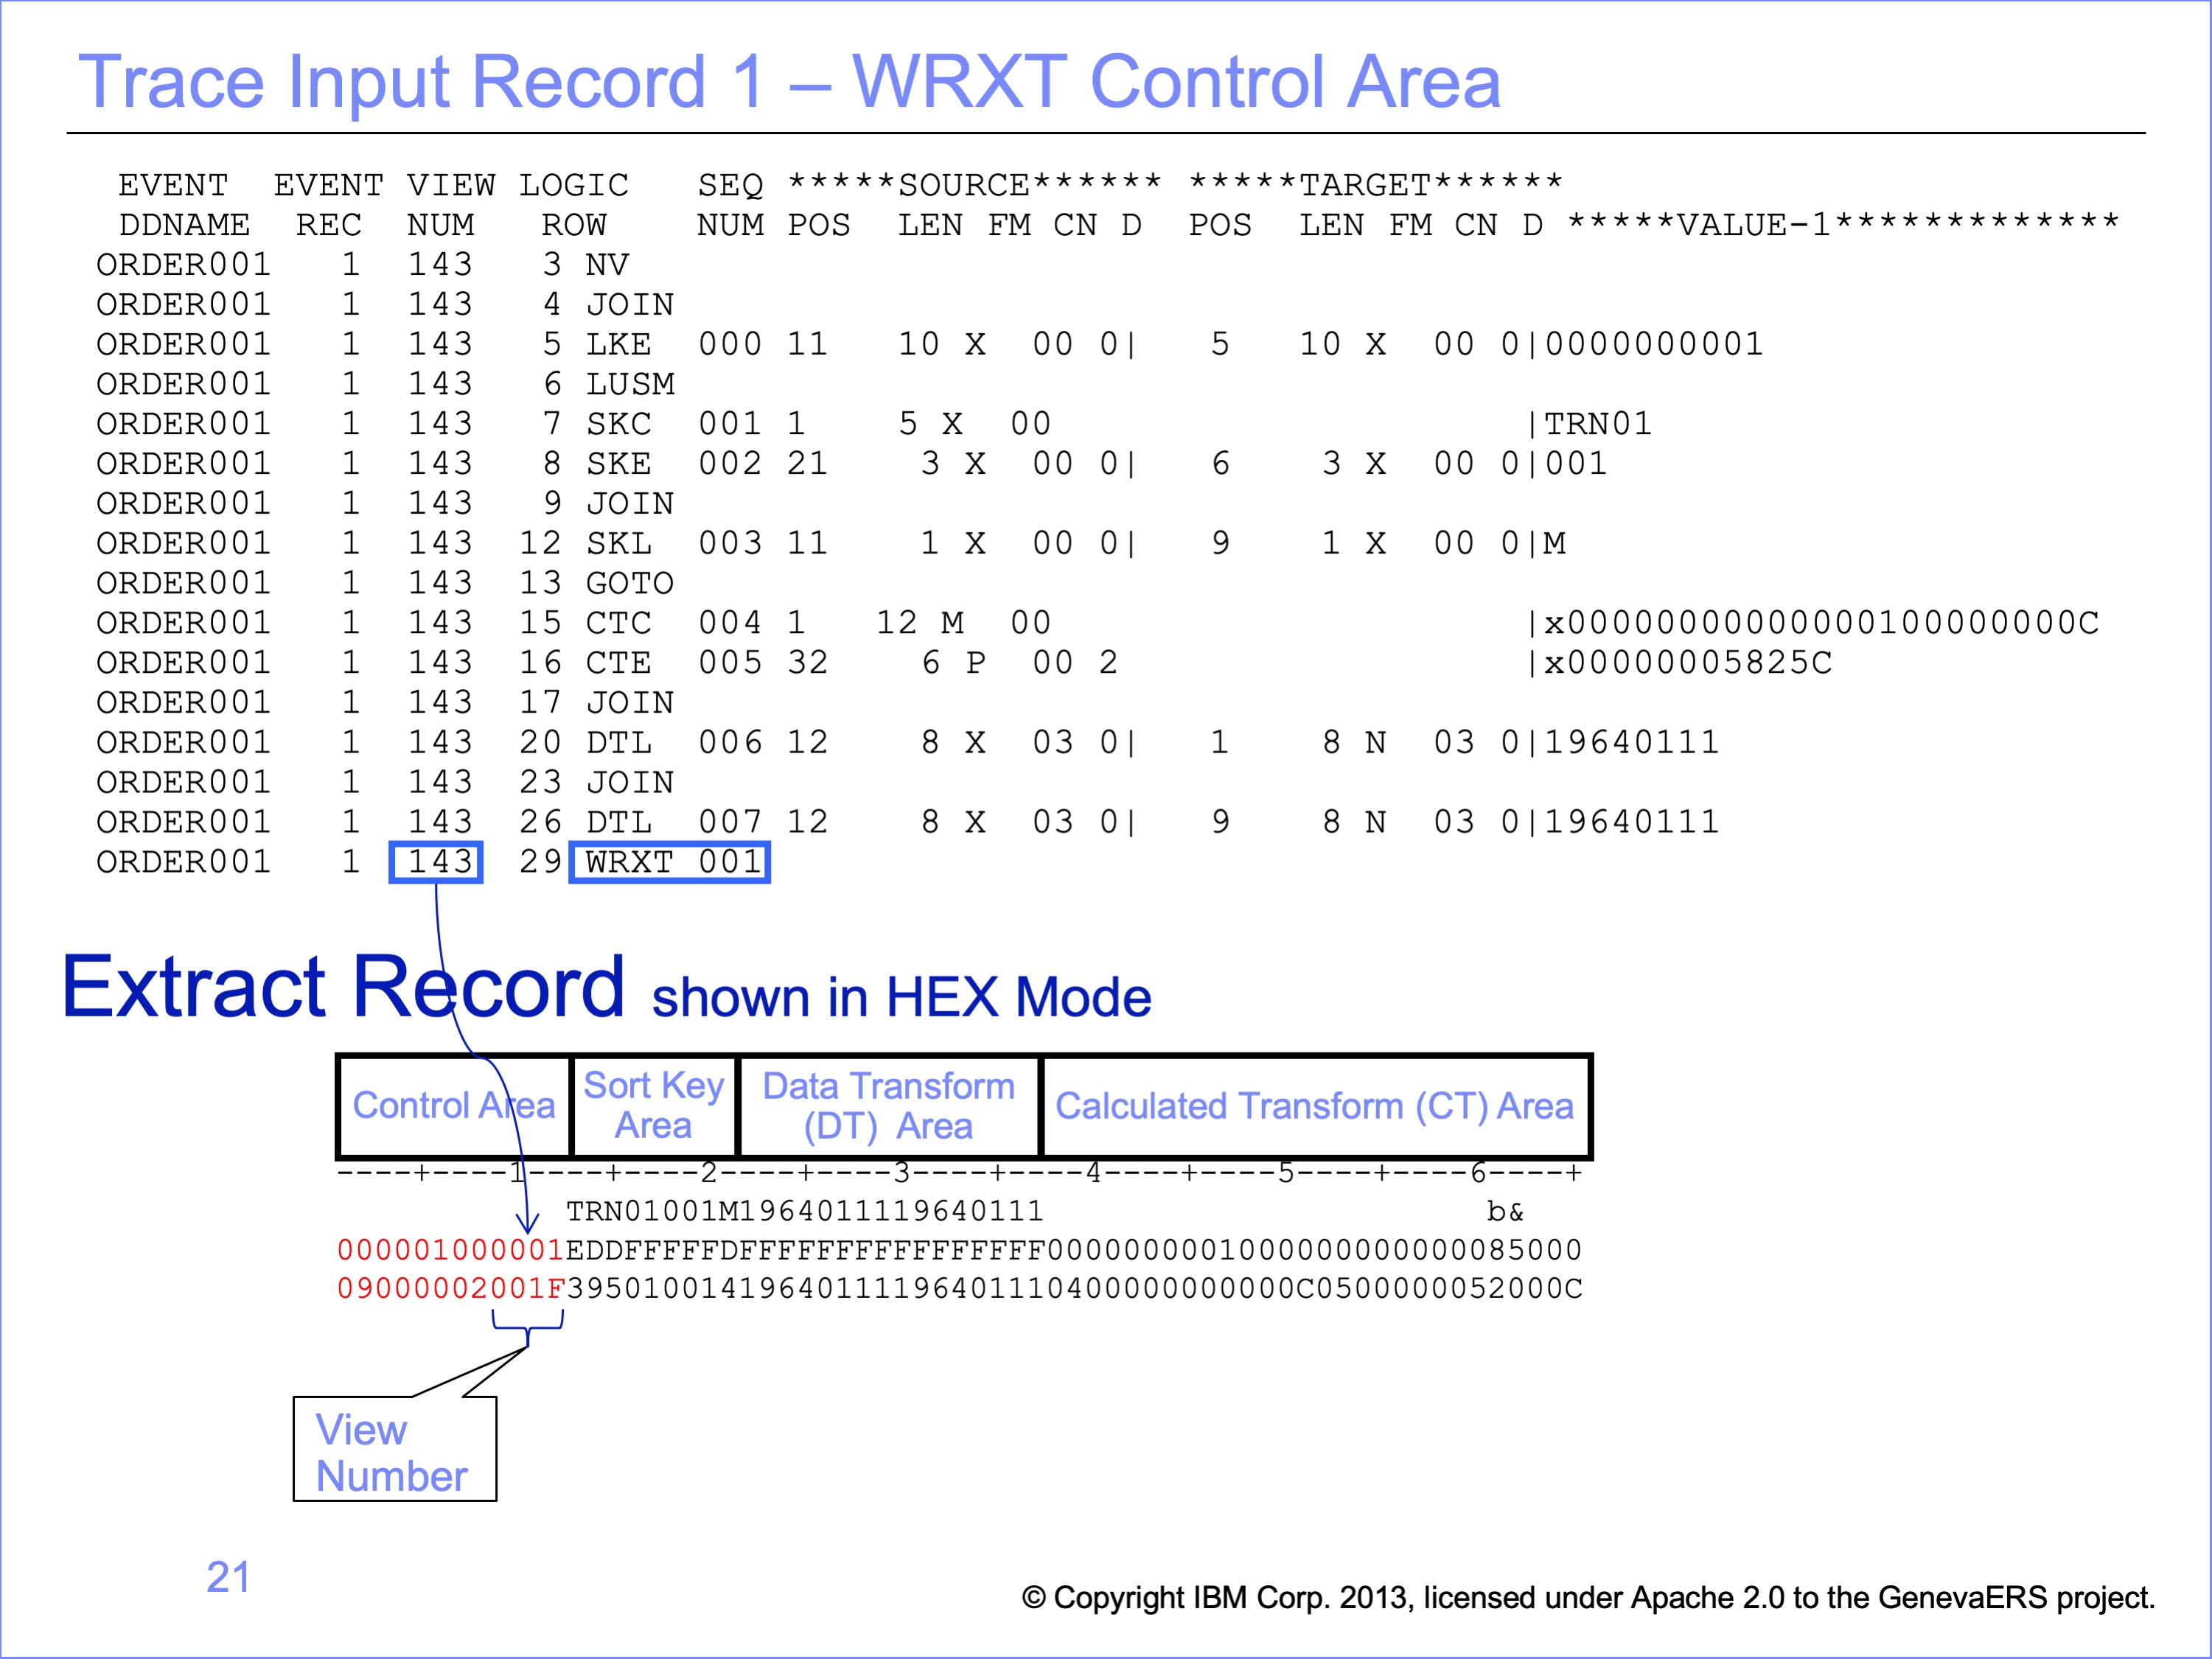 Trace Input Record 1 – WRXT Control Area
EVENT EVENT VIEW LOGIC SEQ *****SOURCE****** *****TARGET******
DDNAME REC NUM ROW NUM POS LEN FM CN D POS LEN FM CN D *****VALUE-1*************
ORDER001 1 143 3 NV
ORDER001 1 143 4 JOIN
ORDER001 1 143 5 LKE 000 11 10 X 00 0| 5 10 X 00 0|0000000001
ORDER001 1 143 6 LUSM
ORDER001 1 143 7 SKC 001 1 5 X 00 |TRN01
ORDER001 1 143 8 SKE 002 21 3 X 00 0| 6 3 X 00 0|001
ORDER001 1 143 9 JOIN
ORDER001 1 143 12 SKL 003 11 1 X 00 0| 9 1 X 00 0|M
ORDER001 1 143 13 GOTO
ORDER001 1 143 15 CTC 004 1 12 M 00 |x00000000000000100000000C
ORDER001 1 143 16 CTE 005 32 6 P 00 2 |x00000005825C
ORDER001 1 143 17 JOIN
ORDER001 1 143 20 DTL 006 12 8 X 03 0| 1 8 N 03 0|19640111
ORDER001 1 143 23 JOIN
ORDER001 1 143 26 DTL 007 12 8 X 03 0| 9 8 N 03 0|19640111
ORDER001 1 143 29 WRXT 001
Extract Record shown in HEX Mode
Control Area
Sort Key
Area
Data Transform
(DT) Area
Calculated Transform (CT) Area
----+----1----+----2----+----3----+----4----+----5----+----6----+
TRN01001M1964011119640111 b&
000001000001EDDFFFFFDFFFFFFFFFFFFFFFF0000000001000000000000085000
09000002001F39501001419640111196401110400000000000C0500000052000C
View
Number
21
© Copyright IBM Corp. 2013, licensed under Apache 2.0 to the GenevaERS project.